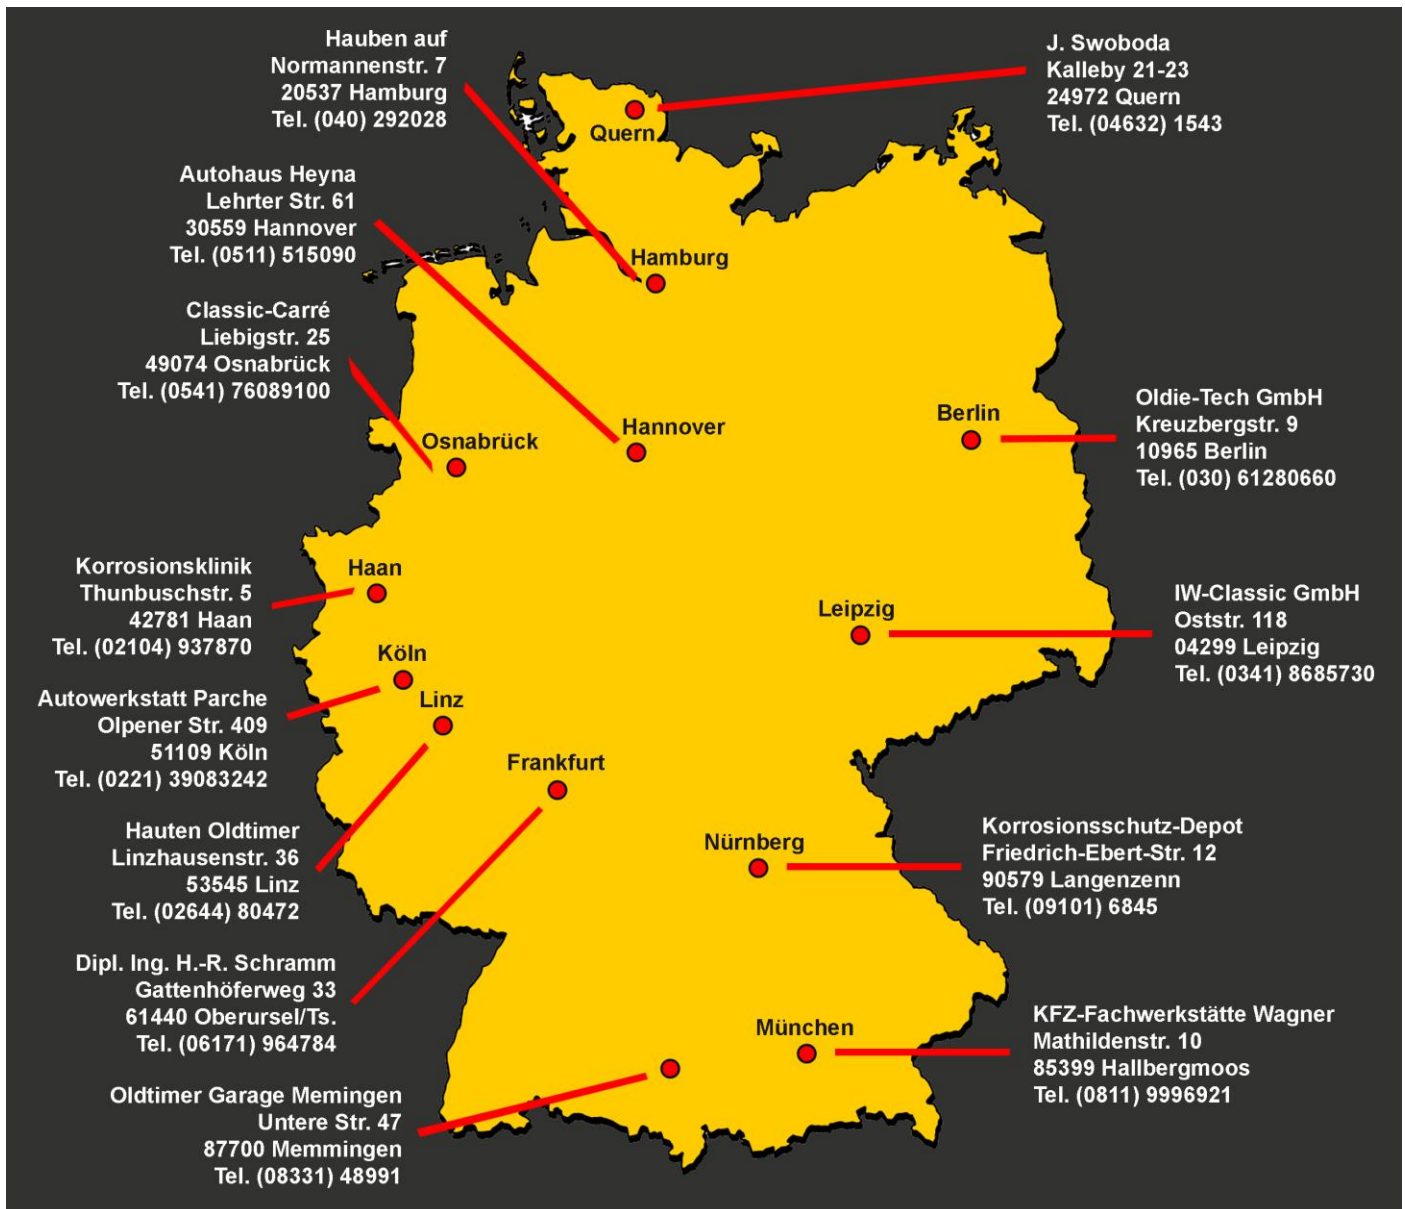 Hauben auf
Normannenstr. 7
20537 Hamburg
Tel. (040) 292028
J. Swoboda
Kalleby 21-23
24972 Quern
Tel. (04632) 1543
Quern
Autohaus Heyna
Lehrter Str. 61
30559 Hannover
Tel. (0511) 515090
Hamburg
Classic-Carré
Liebigstr. 25
49074 Osnabrück
Tel. (0541) 76089100
Osnabrück
Hannover
Berlin
Oldie-Tech GmbH
Kreuzbergstr. 9
10965 Berlin
Tel. (030) 61280660
Korrosionsklinik
Thunbuschstr. 5
42781 Haan
Tel. (02104) 937870
Haan
Leipzig
IW-Classic GmbH
Oststr. 118
04299 Leipzig
Tel. (0341) 8685730
Köln
Autowerkstatt Parche
Olpener Str. 409
51109 Köln
Tel. (0221) 39083242
Linz
Frankfurt
Hauten Oldtimer
Linzhausenstr. 36
53545 Linz
Tel. (02644) 80472
Nürnberg
Korrosionsschutz-Depot
Friedrich-Ebert-Str. 12
90579 Langenzenn
Tel. (09101) 6845
Dipl. Ing. H.-R. Schramm
Gattenhöferweg 33
61440 Oberursel/Ts.
Tel. (06171) 964784
München
KFZ-Fachwerkstätte Wagner
Mathildenstr. 10
85399 Hallbergmoos
Tel. (0811) 9996921
Oldtimer Garage Memingen
Untere Str. 47
87700 Memmingen
Tel. (08331) 48991